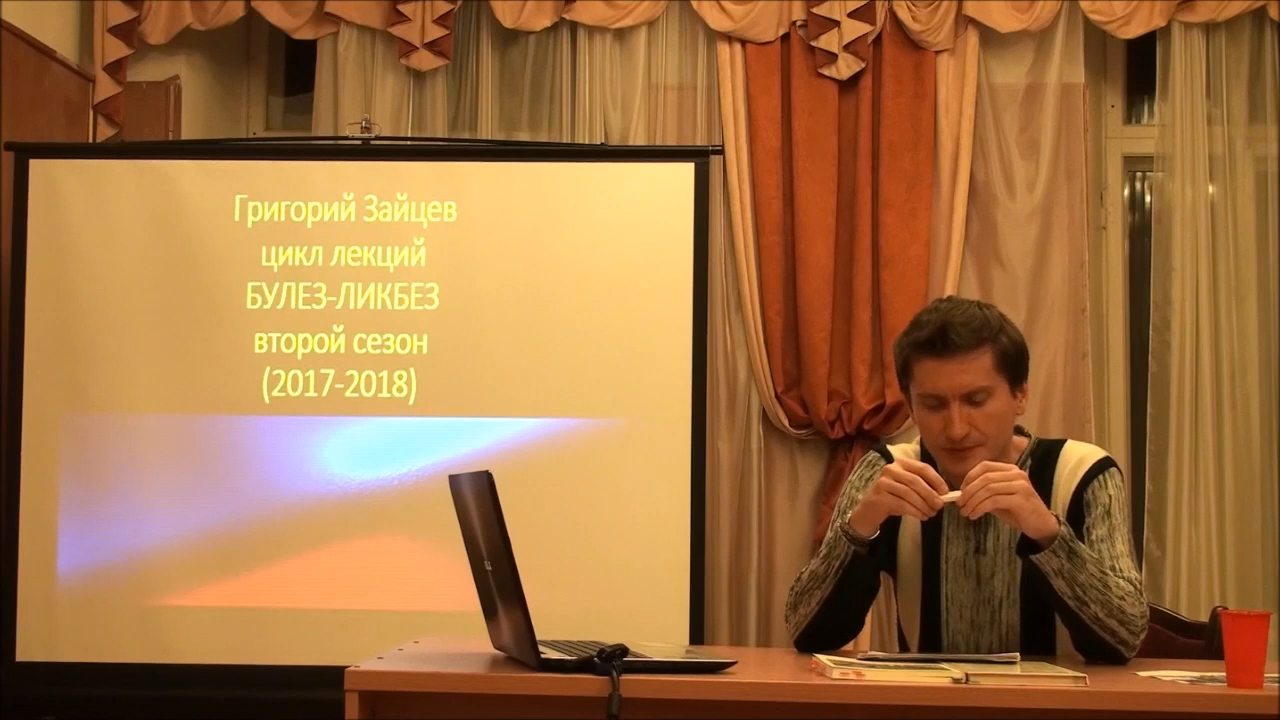 Григорий Зайцев
цикл лекций
БУЛЕЗ-ЛИКБЕЗ
второй сезон
(2017-2018)